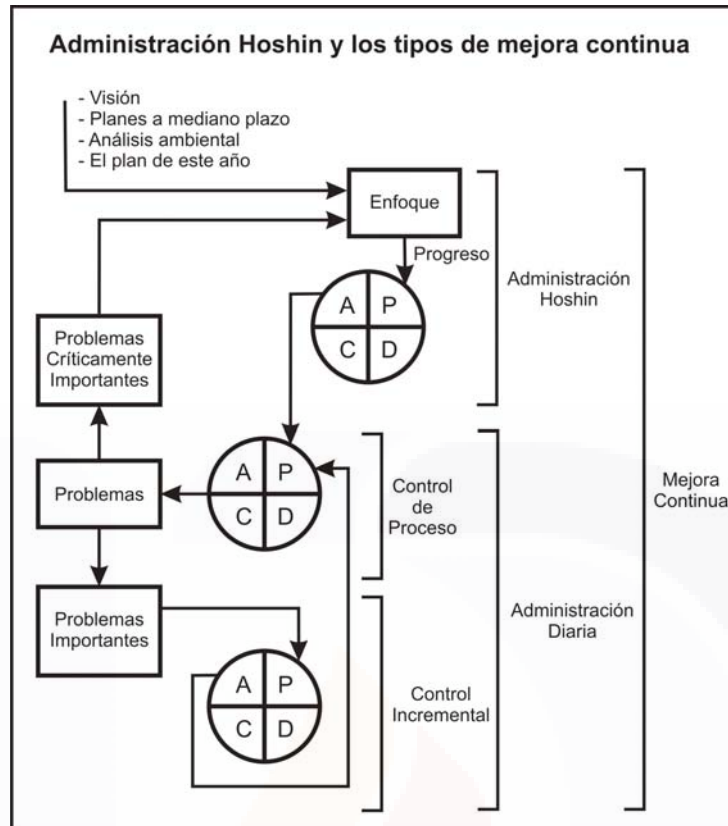 Administración Hoshin y los tipos de mejora continua
- Visión
- Planes a mediano plazo
- Análisis ambiental
- El plan de este año
Enfoque
Progreso
A P
C D
Administración
Hoshin
Problemas
Críticamente
Importantes
Problemas
A P
C D
Control
de
Proceso
Mejora
Continua
Problemas
Importantes
A P
C D
Control
Incremental
Administración
Diaria